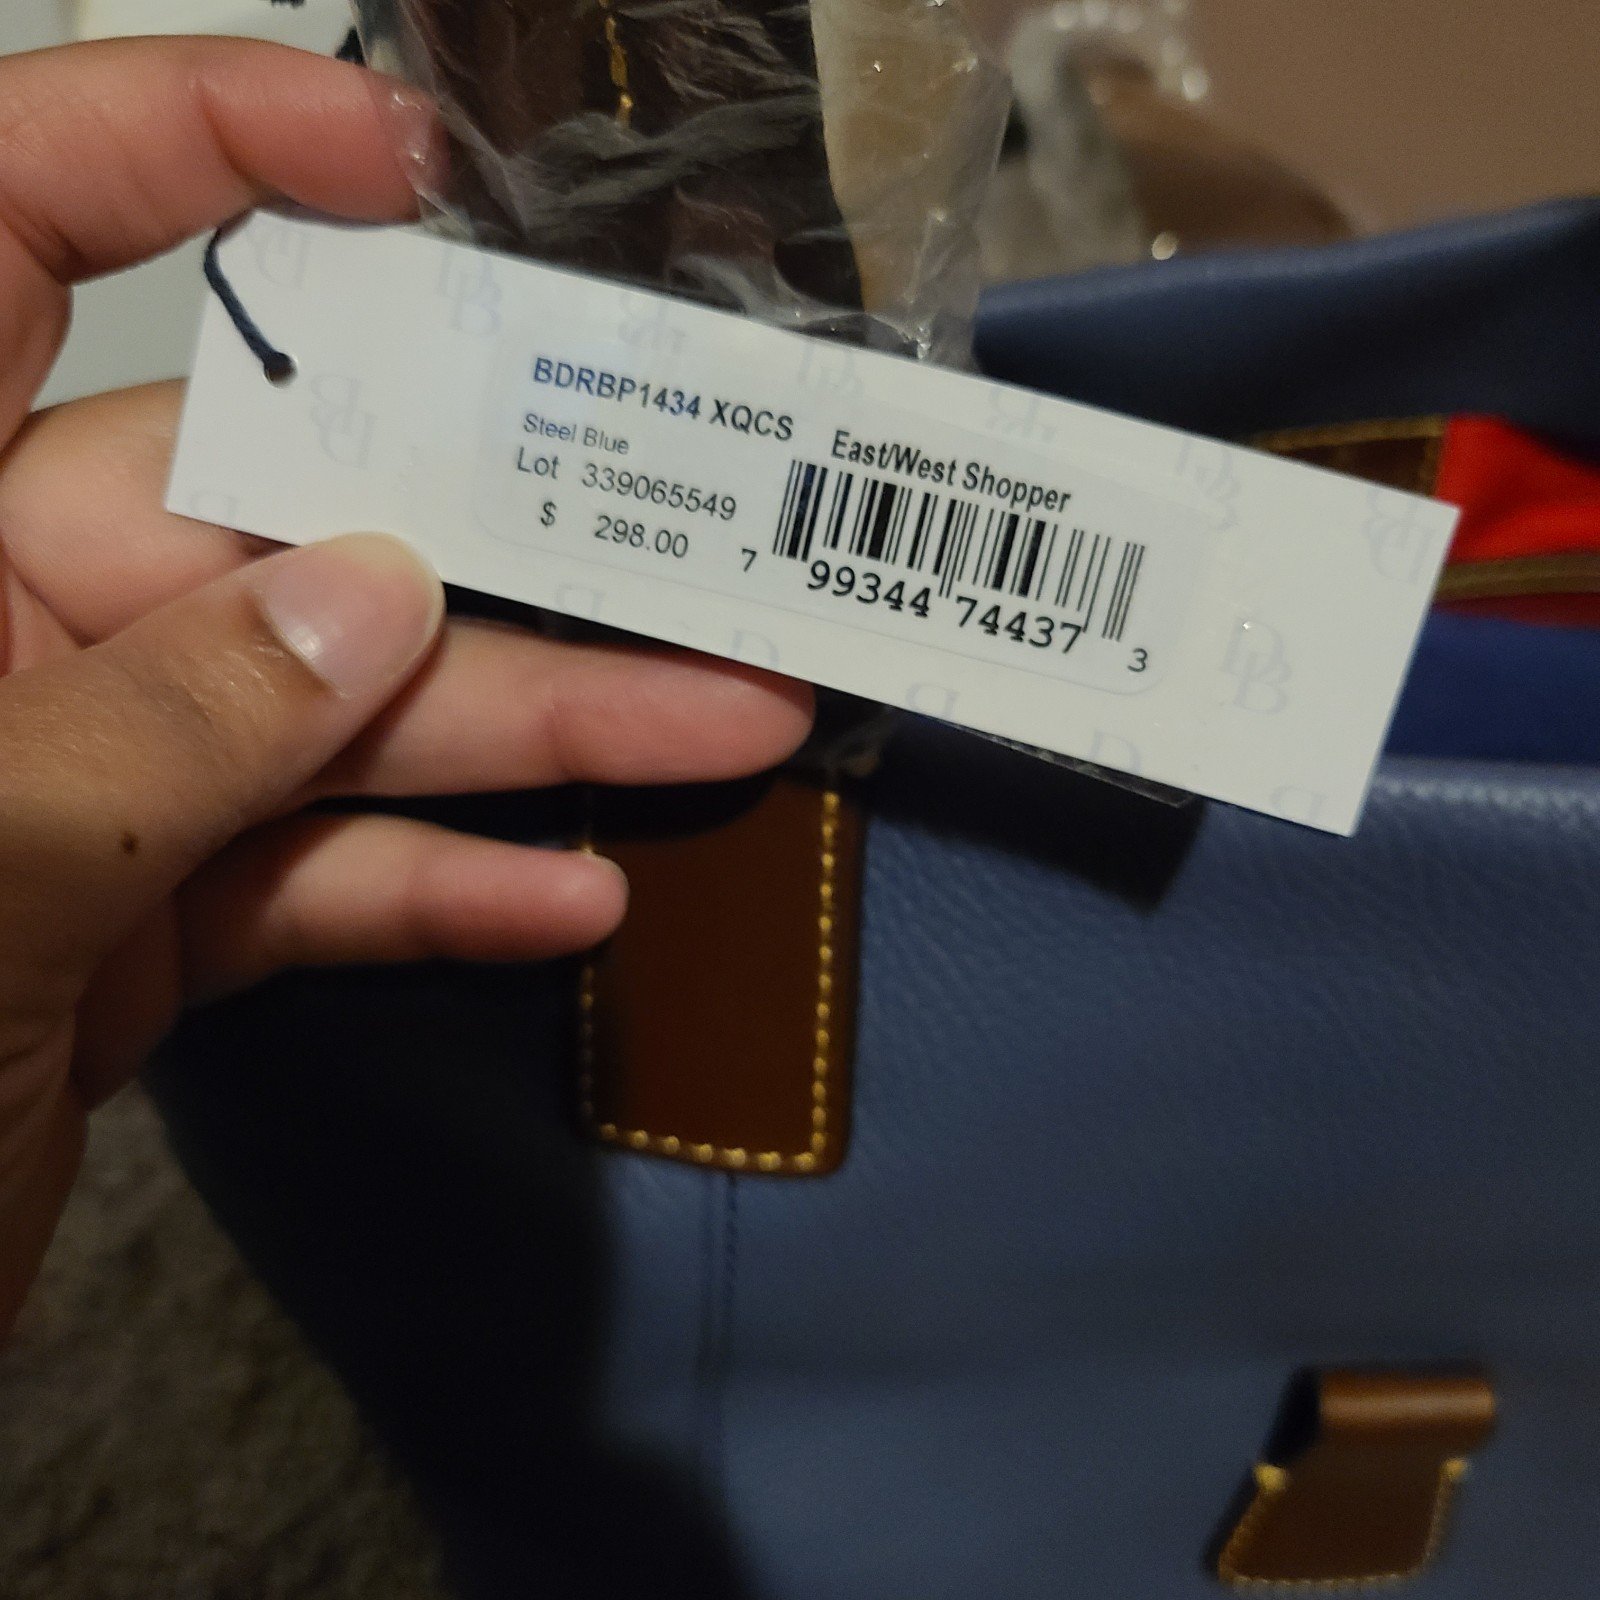 BDRBP1434 XQCS
Steel Blue
Lot 339065549
$ 298.00
East/West Shopper
7 99344 74437 3